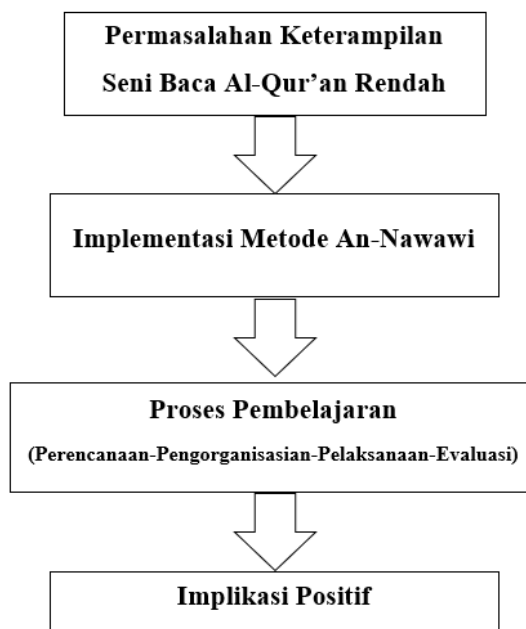 Permasalahan Keterampilan
Seni Baca Al-Qur’an Rendah
Implementasi Metode An-Nawawi
Proses Pembelajaran
(Perencanaan-Pengorganisasian-Pelaksanaan-Evaluasi)
Implikasi Positif